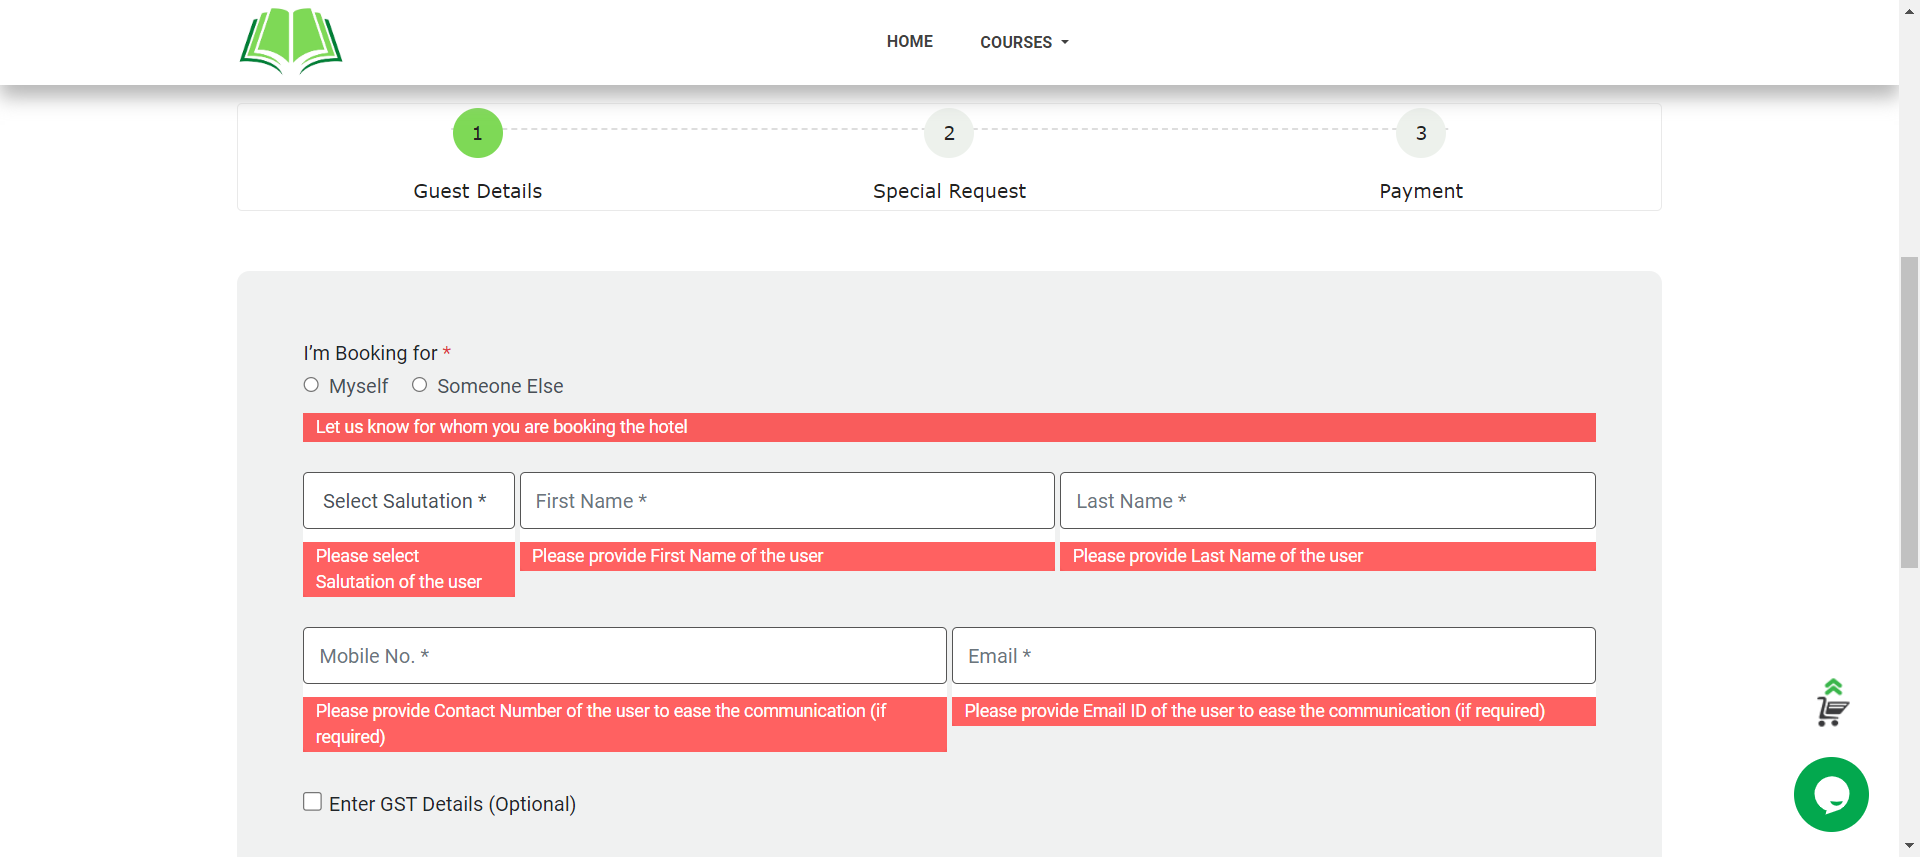 HOME
COURSES
1
2
3
Guest Details
Special Request
Payment
I’m Booking for *
Myself
Someone Else
Let us know for whom you are booking the hotel
Select Salutation *
First Name *
Last Name *
Please select
Salutation of the user
Please provide First Name of the user
Please provide Last Name of the user
Mobile No. *
Email *
Please provide Contact Number of the user to ease the communication (if
required)
Please provide Email ID of the user to ease the communication (if required)
Enter GST Details (Optional)